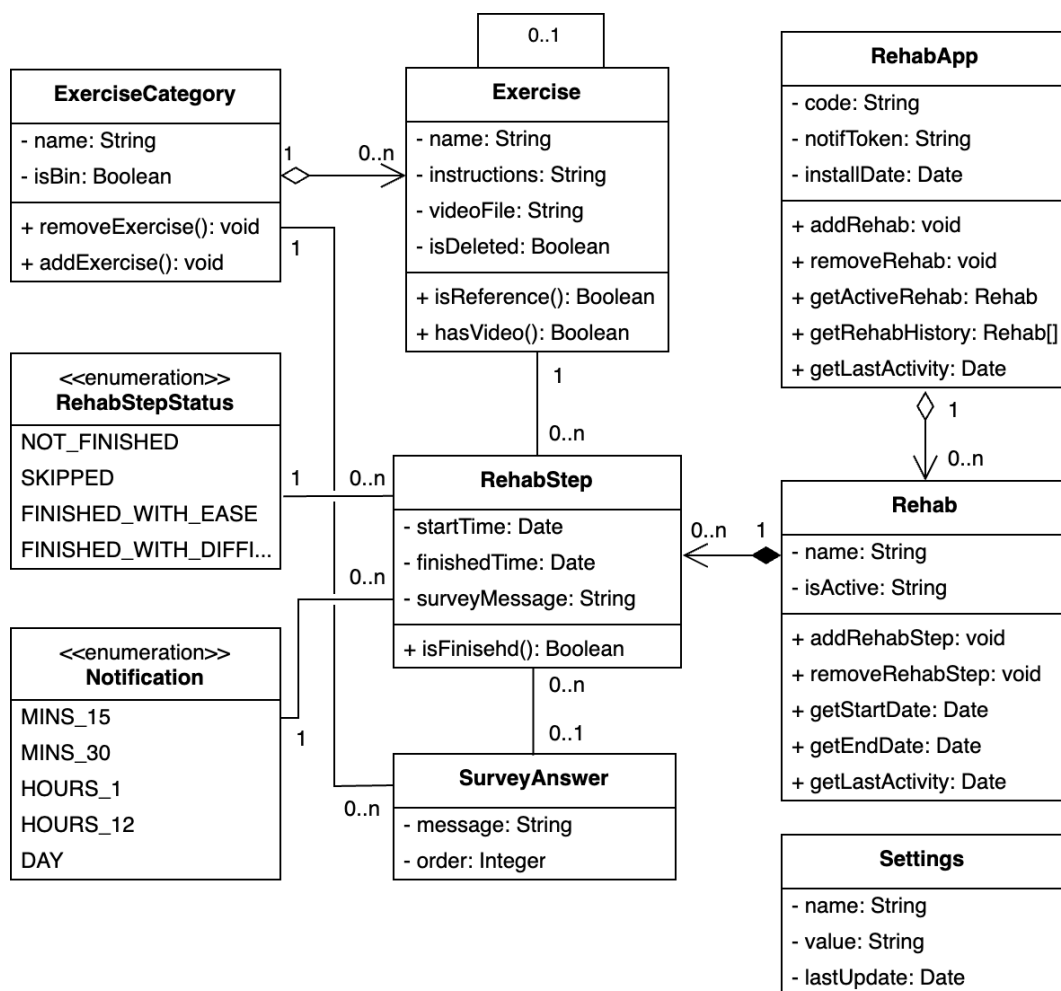 ExerciseCategory
- name: String
- isBin: Boolean
+ removeExercise(): void
+ addExercise(): void
1
0..n
1
0..1
Exercise
- name: String
- instructions: String
- videoFile: String
- isDeleted: Boolean
+ isReference(): Boolean
+ hasVideo(): Boolean
1
0..n
RehabApp
- code: String
- notifToken: String
- installDate: Date
+ addRehab: void
+ removeRehab: void
+ getActiveRehab: Rehab
+ getRehabHistory: Rehab[]
+ getLastActivity: Date
1
0..n
<<enumeration>>
RehabStepStatus
NOT_FINISHED
SKIPPED
FINISHED_WITH_EASE
FINISHED_WITH_DIFFI...
1
0..n
RehabStep
- startTime: Date
- finishedTime: Date
- surveyMessage: String
+ isFinisehd(): Boolean
0..n
1
Rehab
- name: String
- isActive: String
+ addRehabStep: void
+ removeRehabStep: void
+ getStartDate: Date
+ getEndDate: Date
+ getLastActivity: Date
<<enumeration>>
Notification
MINS_15
MINS_30
HOURS_1
HOURS_12
DAY
1
0..n
0..n
0..1
0..n
SurveyAnswer
- message: String
- order: Integer
Settings
- name: String
- value: String
- lastUpdate: Date